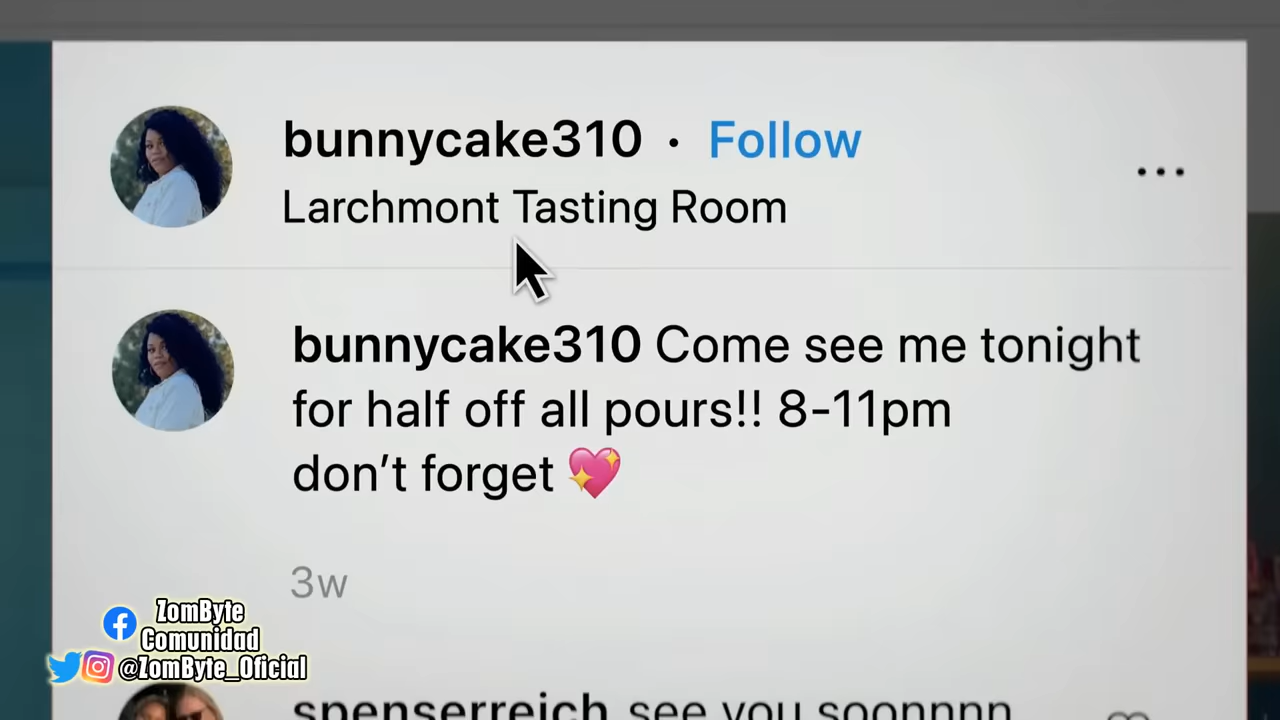 bunnycake310 · Follow
Larchmont Tasting Room
bunnycake310 Come see me tonight
for half off all pours!! 8-11pm
don't forget 💖
3w
ZomByte
Comunidad
@ZomByte_Oficial
spenserreich see you soonnnn